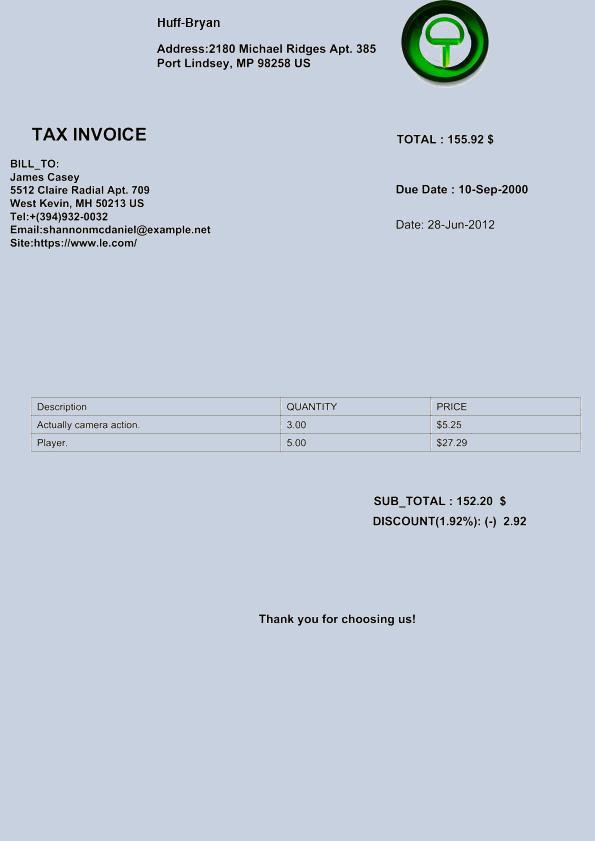 Huff-Bryan
Address:2180 Michael Ridges Apt. 385
Port Lindsey, MP 98258 US
TAX INVOICE
TOTAL : 155.92 $
BILL_TO:
James Casey
5512 Claire Radial Apt. 709
West Kevin, MH 50213 US
Tel:+(394)932-0032
Email:shannonmcdaniel@example.net
Site:https://www.le.com/
Due Date : 10-Sep-2000
Date: 28-Jun-2012
Description QUANTITY PRICE
Actually camera action. 3.00 $5.25
Player. 5.00 $27.29
SUB_TOTAL : 152.20 $
DISCOUNT(1.92%): (-) 2.92
Thank you for choosing us!